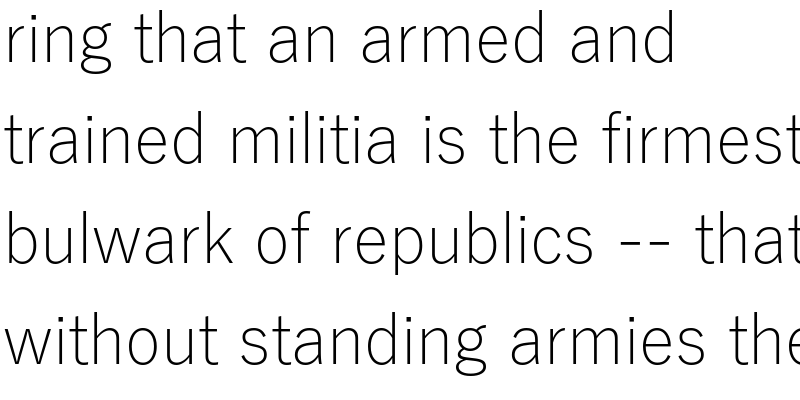 ring that an armed and
trained militia is the firmest
bulwark of republics -- that
without standing armies the